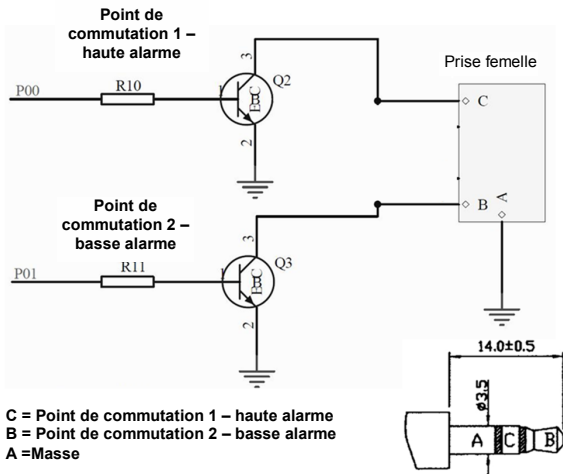 Point de
commutation 1 –
haute alarme
Prise femelle
P00
R10
1
3
Q2
2
B
C
E
C
B
A
Point de
commutation 2 –
basse alarme
P01
R11
1
3
Q3
2
B
C
E
14.0±0.5
ø3.5
A
C
B
C = Point de commutation 1 – haute alarme
B = Point de commutation 2 – basse alarme
A =Masse